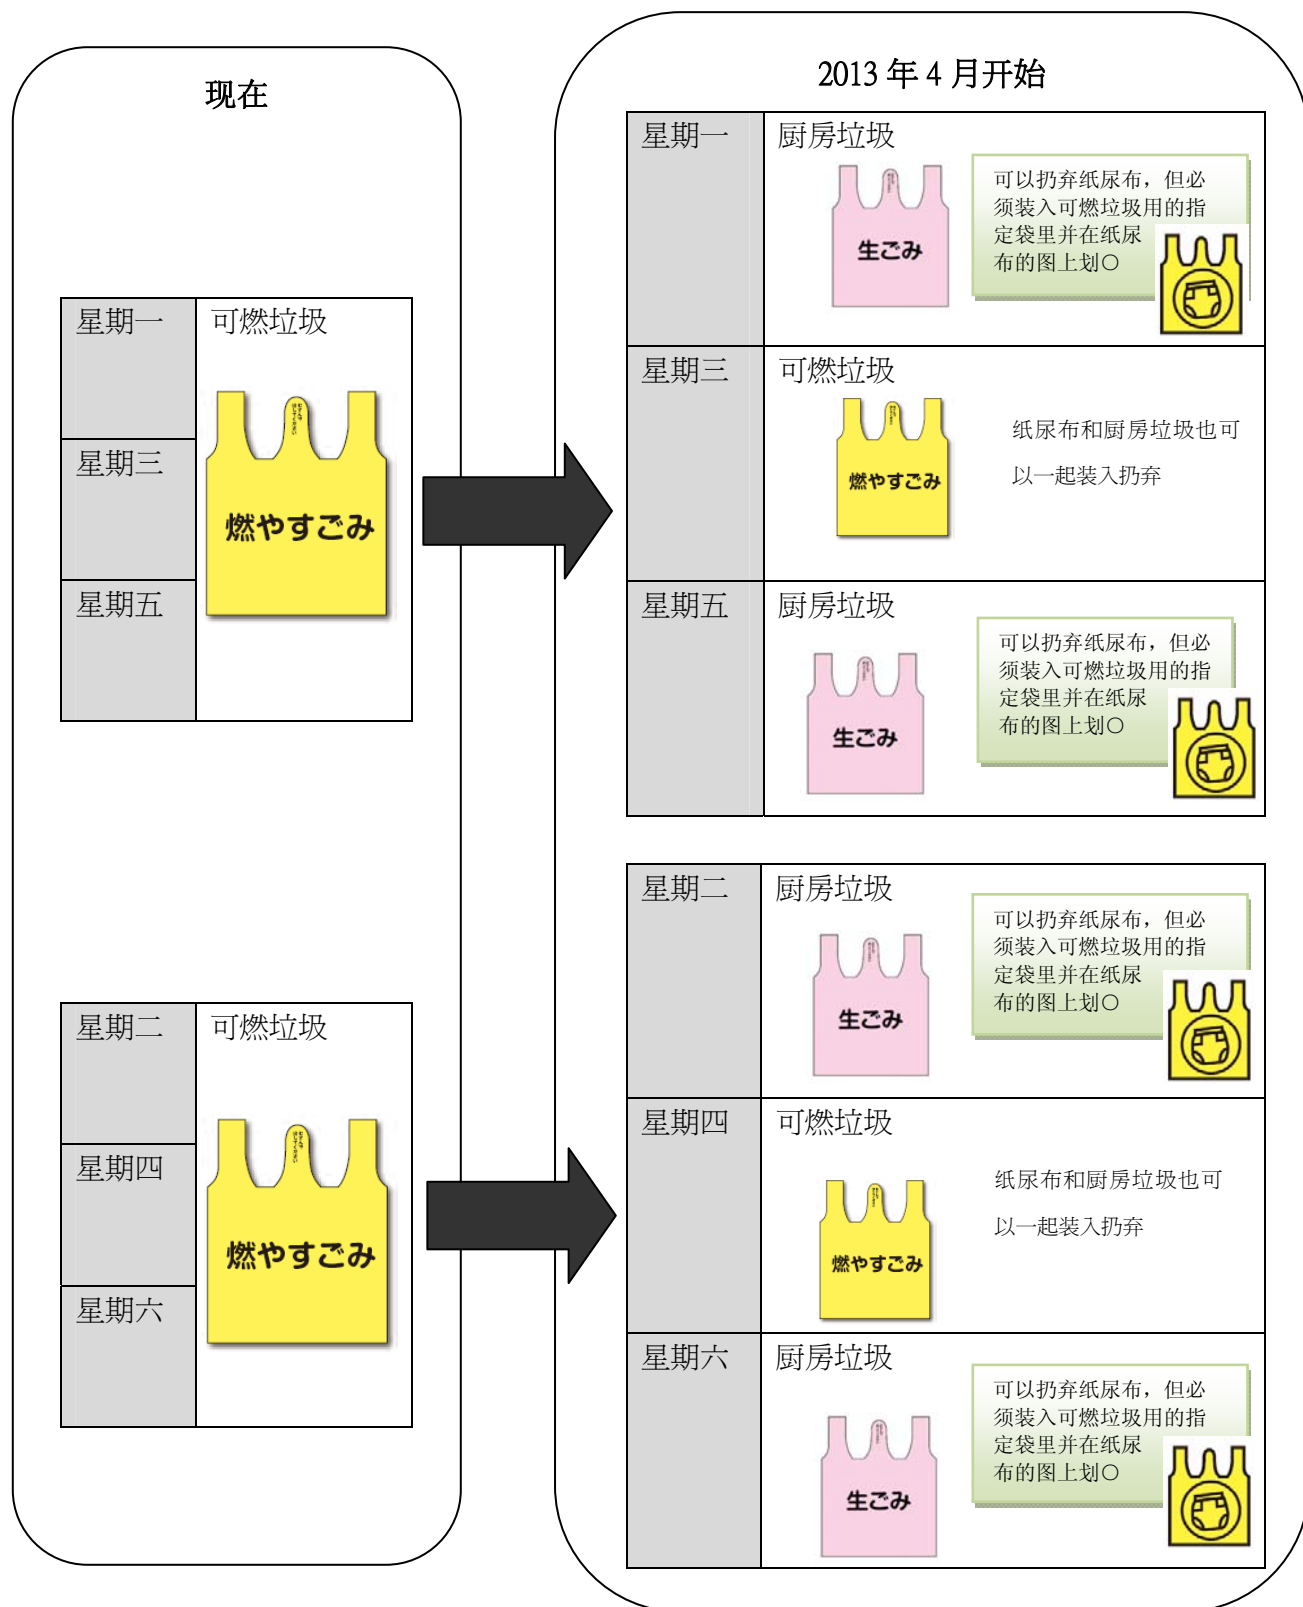 现在
星期一
可燃垃圾
燃やすごみ
星期三
星期五
星期二
可燃垃圾
燃やすごみ
星期四
星期六
2013 年 4 月开始
星期一
厨房垃圾
生ごみ
可以扔弃纸尿布，但必
须装入可燃垃圾用的指
定袋里并在纸尿
布的图上划〇
星期三
可燃垃圾
燃やすごみ
纸尿布和厨房垃圾也可
以一起装入扔弃
星期五
厨房垃圾
生ごみ
可以扔弃纸尿布，但必
须装入可燃垃圾用的指
定袋里并在纸尿
布的图上划〇
星期二
厨房垃圾
生ごみ
可以扔弃纸尿布，但必
须装入可燃垃圾用的指
定袋里并在纸尿
布的图上划〇
星期四
可燃垃圾
燃やすごみ
纸尿布和厨房垃圾也可
以一起装入扔弃
星期六
厨房垃圾
生ごみ
可以扔弃纸尿布，但必
须装入可燃垃圾用的指
定袋里并在纸尿
布的图上划〇